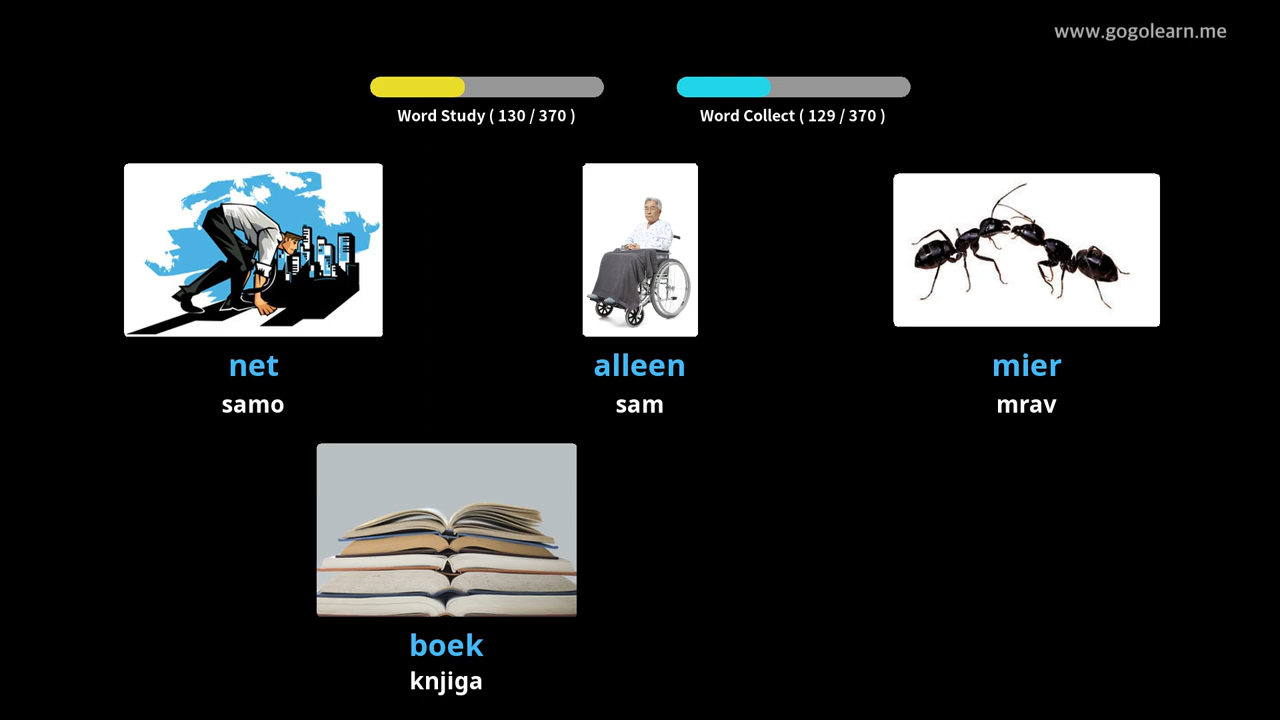 www.gogolearn.me
Word Study ( 130 / 370 )
Word Collect ( 129 / 370 )
net
samo
alleen
sam
mier
mrav
boek
knjiga